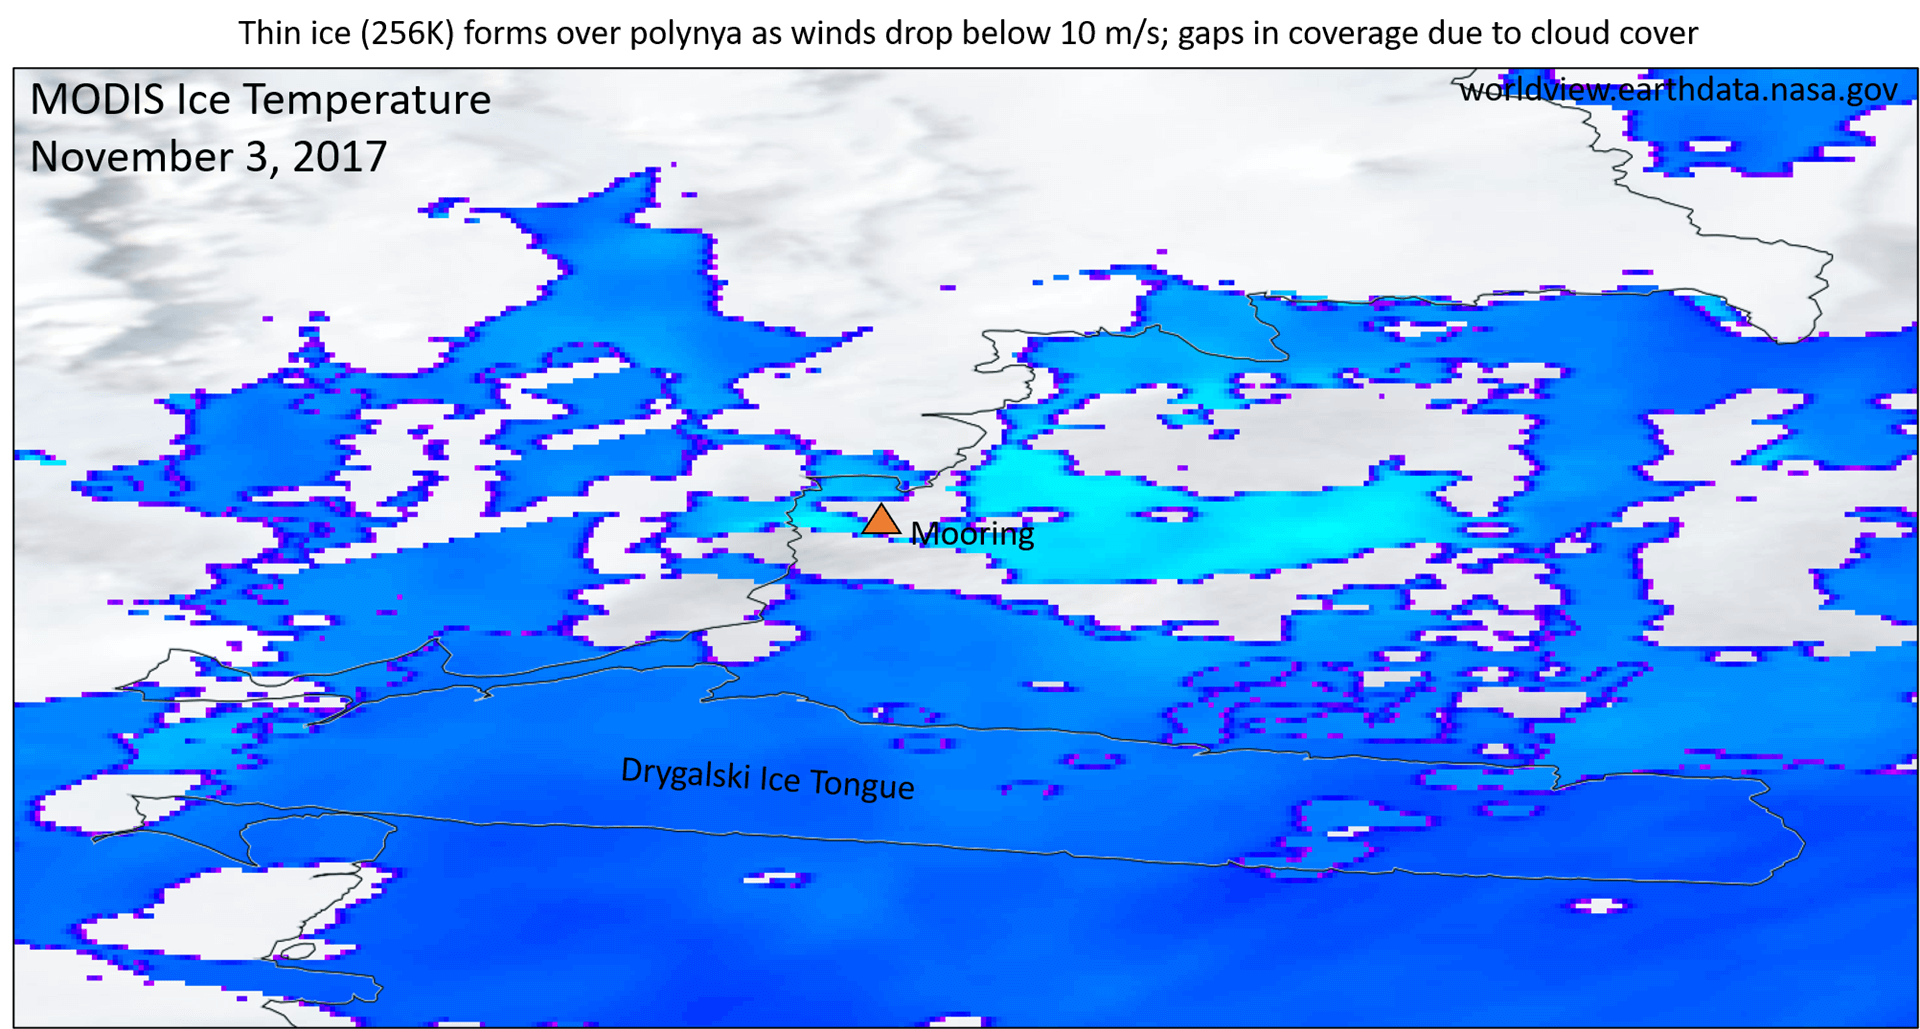 Thin ice (256K) forms over polynya as winds drop below 10 m/s; gaps in coverage due to cloud cover
MODIS Ice Temperature
November 3, 2017
worldview.earthdata.nasa.gov
Mooring
Drygalski Ice Tongue